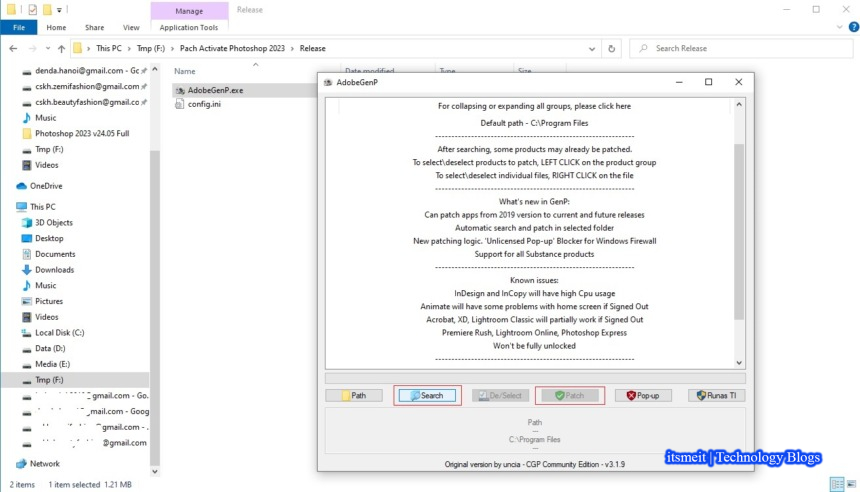 Manage
Release
File
Home
Share
View
Application Tools
This PC
Tmp (F:)
Pach Activate Photoshop 2023
Release
Search Release
denda.hanoi@gmail.com - Gc
cskh.zemifashion@gmail.com
cskh.beautyfashion@gmail.co
Music
Photoshop 2023 v24.05 Full
Tmp (F:)
Videos
OneDrive
This PC
3D Objects
Desktop
Documents
Downloads
Music
Pictures
Videos
Local Disk (C:)
Data (D:)
Media (E:)
Tmp (F:)
gmail.com - Go.
mail.com - Goog
@gmail.com - .
@gmail.com
Network
2 items
1 item selected 1.21 MB
Name
Date modified
Type
Size
AdobeGenP.exe
config.ini
AdobeGenP
For collapsing or expanding all groups, please click here
Default path - C:\Program Files
---------------------------------------------------------------
After searching, some products may already be patched.
To select\deselect products to patch, LEFT CLICK on the product group
To select\deselect individual files, RIGHT CLICK on the file
---------------------------------------------------------------
What's new in GenP:
Can patch apps from 2019 version to current and future releases
Automatic search and patch in selected folder
New patching logic. 'Unlicensed Pop-up' Blocker for Windows Firewall
Support for all Substance products
---------------------------------------------------------------
Known issues:
InDesign and InCopy will have high Cpu usage
Animate will have some problems with home screen if Signed Out
Acrobat, XD, Lightroom Classic will partially work if Signed Out
Premiere Rush, Lightroom Online, Photoshop Express
Won't be fully unlocked
---------------------------------------------------------------
Path
Search
De/Select
Patch
Pop-up
Runas TI
Path
---
C:\Program Files
---
Original version by uncia - CGP Community Edition - v3.1.9
itsmeit | Technology Blogs